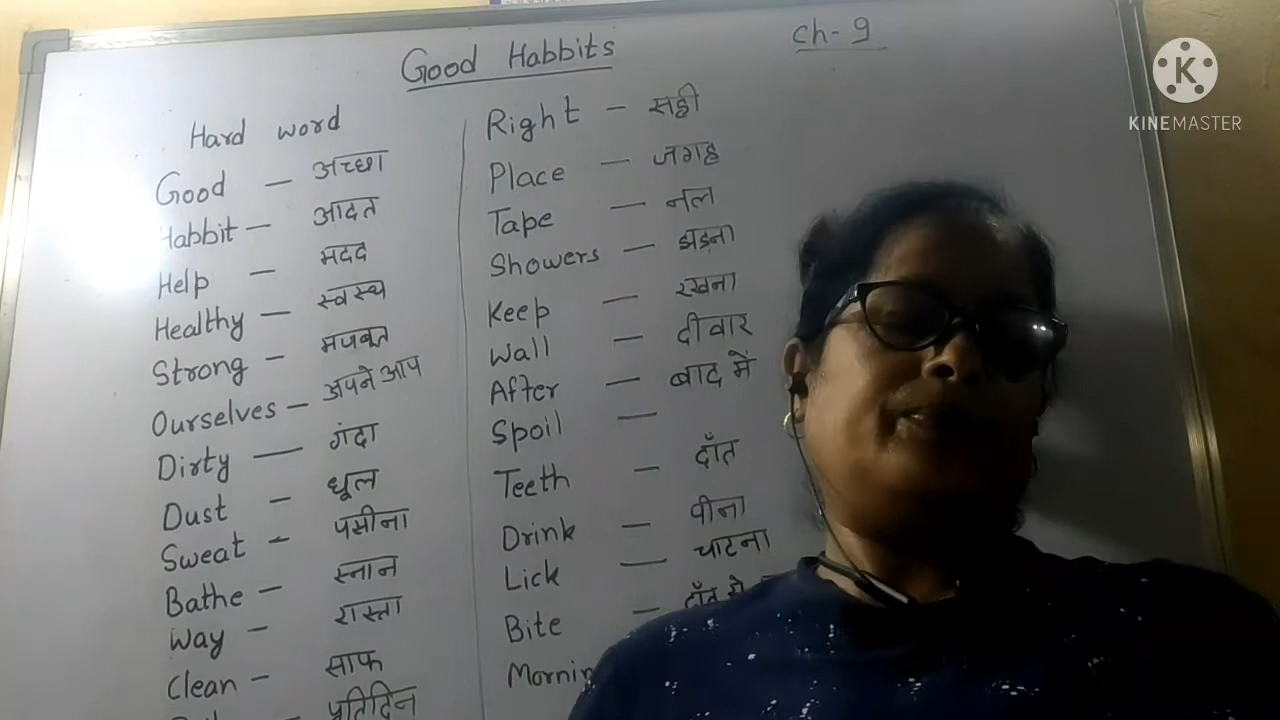 Good Habbits
Ch-9
Hard word
Good — अच्छा
Habbit — आदत
Help — मदद
Healthy — स्वस्थ
Strong — मजबूत
Ourselves — अपने आप
Dirty — गंदा
Dust — धूल
Sweat — पसीना
Bathe — स्नान
Way — रास्ता
Clean — साफ
— प्रतिदिन
Right — सही
Place — जगह
Tape — नल
Showers — झड़ना
Keep — रखना
Wall — दीवार
After — बाद में
Spoil —
Teeth — दाँत
Drink — पीना
Lick — चाटना
Bite — दाँत से
K
KINEMASTER